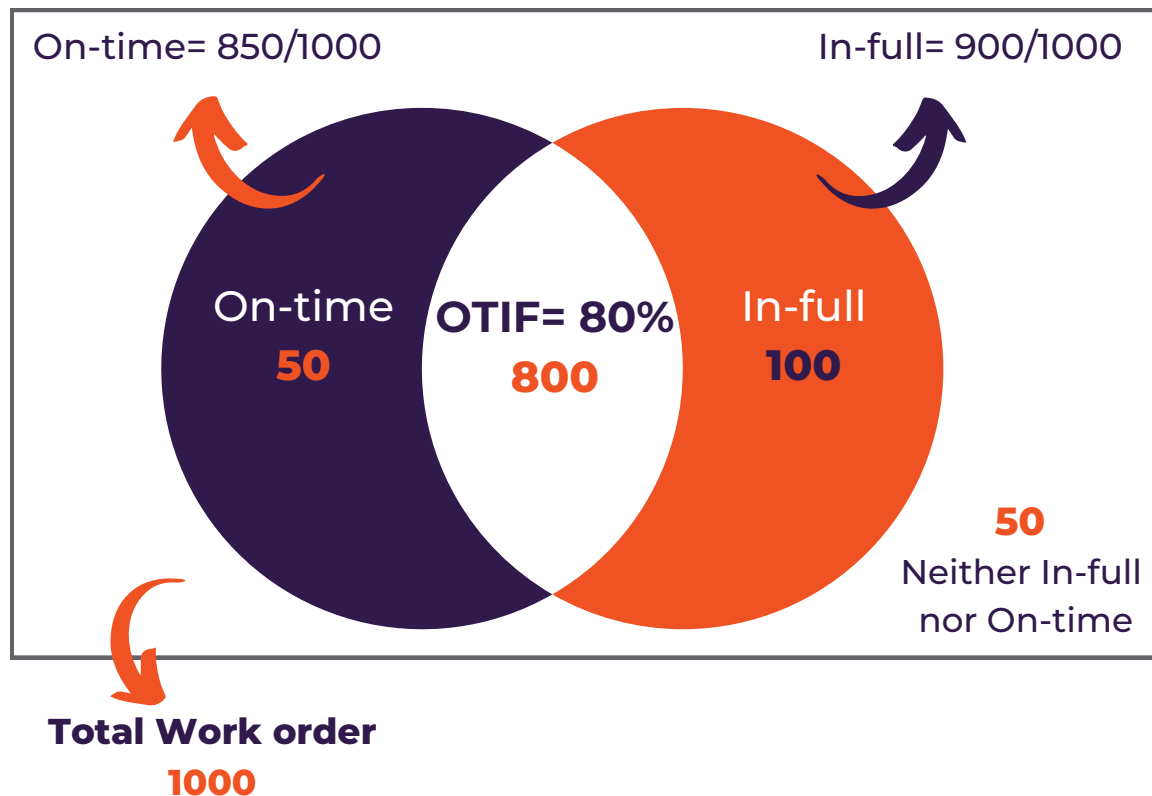 On-time= 850/1000
In-full= 900/1000
On-time
50
OTIF= 80%
800
In-full
100
50
Neither In-full
nor On-time
Total Work order
1000